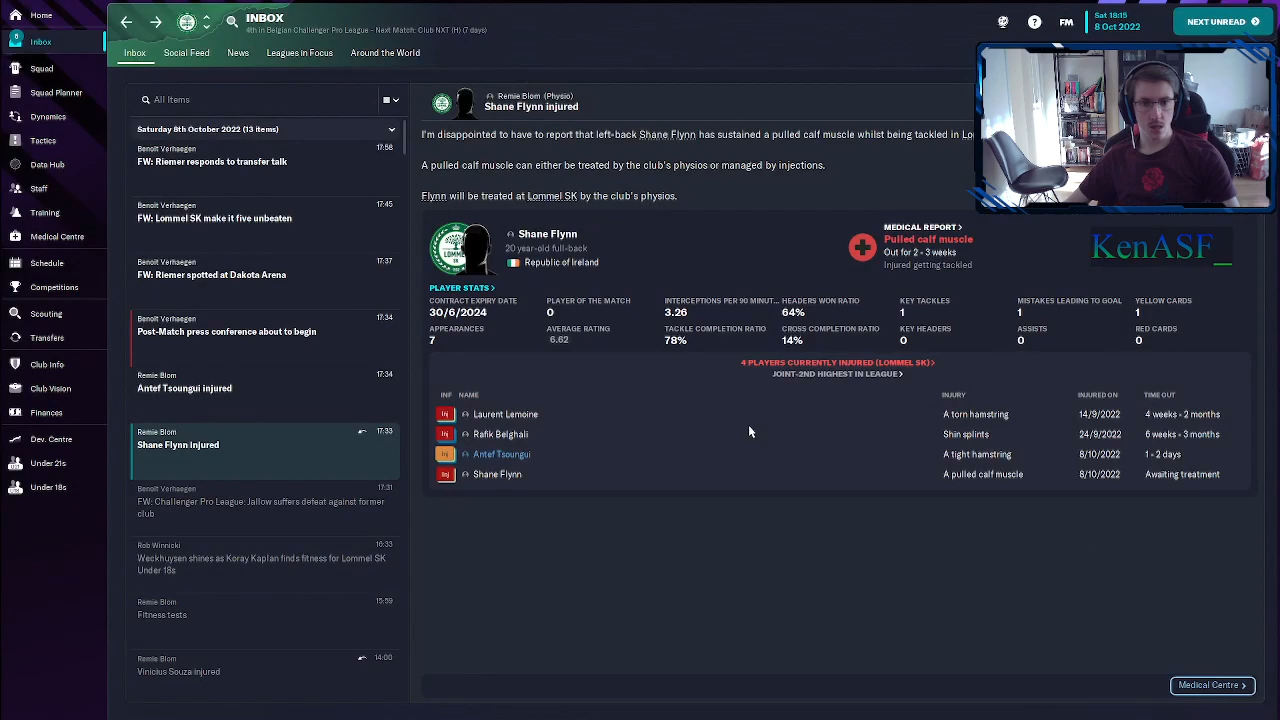 Home
6
Inbox
Squad
Squad Planner
Dynamics
Tactics
Data Hub
Staff
Training
Medical Centre
Schedule
Competitions
Scouting
Transfers
Club Info
Club Vision
Finances
Dev. Centre
Under 21s
Under 18s
INBOX
4th in Belgian Challenger Pro League - Next Match: Club NXT (H) (7 days)
FM
Sat 18:15
8 Oct 2022
NEXT UNREAD
Inbox
Social Feed
News
Leagues in Focus
Around the World
All Items
Saturday 8th October 2022 (13 items)
Benoit Verhaegen 17:58
FW: Riemer responds to transfer talk
Benoit Verhaegen 17:45
FW: Lommel SK make it five unbeaten
Benoit Verhaegen 17:37
FW: Riemer spotted at Dakota Arena
Benoit Verhaegen 17:34
Post-Match press conference about to begin
Remie Blom 17:34
Antef Tsoungui injured
Remie Blom 17:33
Shane Flynn injured
Benoit Verhaegen 17:31
FW: Challenger Pro League: Jallow suffers defeat against former
club
Rob Winnicki 16:33
Weckhuysen shines as Koray Kaplan finds fitness for Lommel SK
Under 18s
Remie Blom 15:59
Fitness tests
Remie Blom 14:00
Vinicius Souza injured
Remie Blom (Physio)
Shane Flynn injured
I'm disappointed to have to report that left-back Shane Flynn has sustained a pulled calf muscle whilst being tackled in Lo
A pulled calf muscle can either be treated by the club's physios or managed by injections.
Flynn will be treated at Lommel SK by the club's physios.
LOMMEL
Shane Flynn
20 year-old full-back
Republic of Ireland
MEDICAL REPORT
Pulled calf muscle
Out for 2 - 3 weeks
Injured getting tackled
KenASF_
PLAYER STATS
CONTRACT EXPIRY DATE PLAYER OF THE MATCH INTERCEPTIONS PER 90 MINUT... HEADERS WON RATIO KEY TACKLES MISTAKES LEADING TO GOAL YELLOW CARDS
30/6/2024 0 3.26 64% 1 1 1
APPEARANCES AVERAGE RATING TACKLE COMPLETION RATIO CROSS COMPLETION RATIO KEY HEADERS ASSISTS RED CARDS
7 6.62 78% 14% 0 0 0
4 PLAYERS CURRENTLY INJURED (LOMMEL SK)
JOINT-2ND HIGHEST IN LEAGUE
INF NAME INJURY INJURED ON TIME OUT
Inj Laurent Lemoine A torn hamstring 14/9/2022 4 weeks - 2 months
Inj Rafik Belghali Shin splints 24/9/2022 6 weeks - 3 months
Inj Antef Tsoungui A tight hamstring 8/10/2022 1 - 2 days
Inj Shane Flynn A pulled calf muscle 8/10/2022 Awaiting treatment
Medical Centre